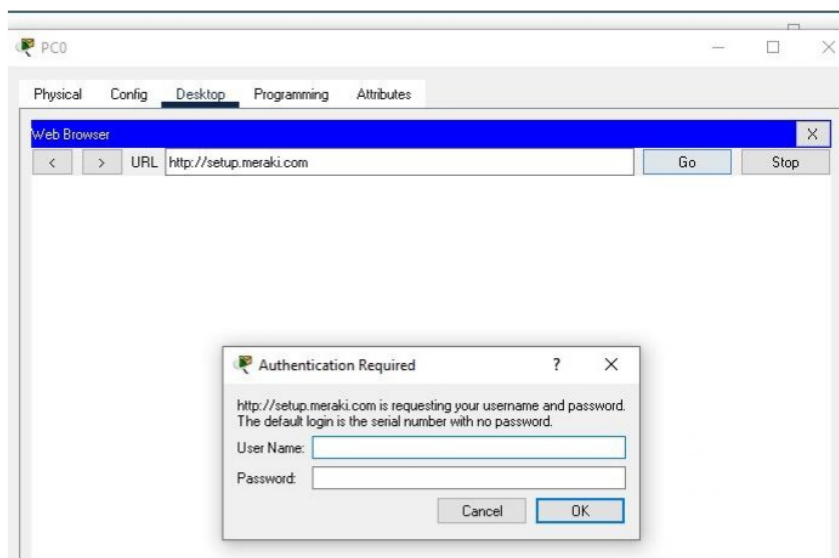 PC0
Physical Config Desktop Programming Attributes
Web Browser X
< > URL http://setup.meraki.com Go Stop
Authentication Required ? X
http://setup.meraki.com is requesting your username and password.
The default login is the serial number with no password.
User Name:
Password:
Cancel OK